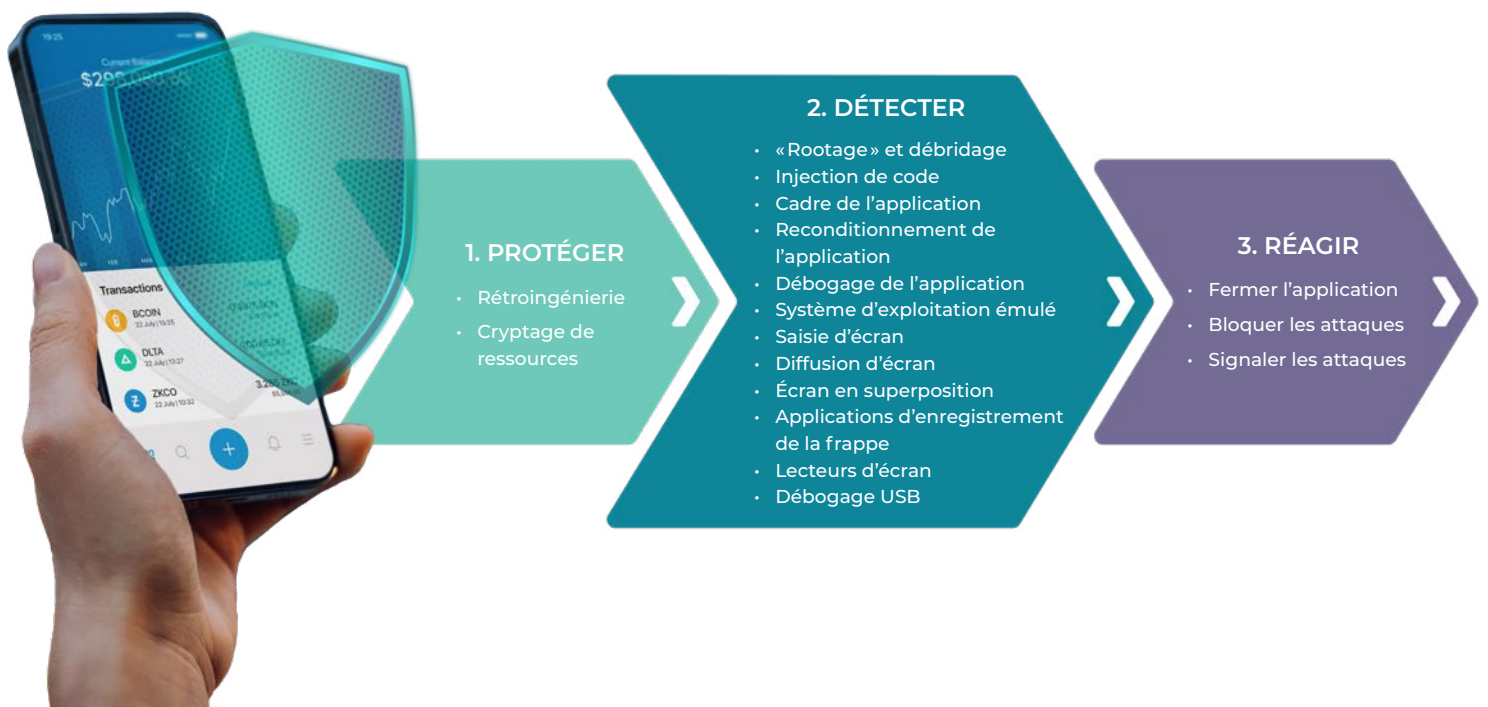 19:25
Current Balance
Transactions
BCOIN
22 July | 10:25
DLTA
22 July | 13:27
ZKCO
22 July | 10:32
1. PROTÉGER
• Rétroingénierie
• Cryptage de
ressources
2. DÉTECTER
• «Rootage» et débridage
• Injection de code
• Cadre de l’application
• Reconditionnement de
l’application
• Débogage de l’application
• Système d’exploitation émulé
• Saisie d’écran
• Diffusion d’écran
• Écran en superposition
• Applications d’enregistrement
de la frappe
• Lecteurs d’écran
• Débogage USB
3. RÉAGIR
• Fermer l’application
• Bloquer les attaques
• Signaler les attaques